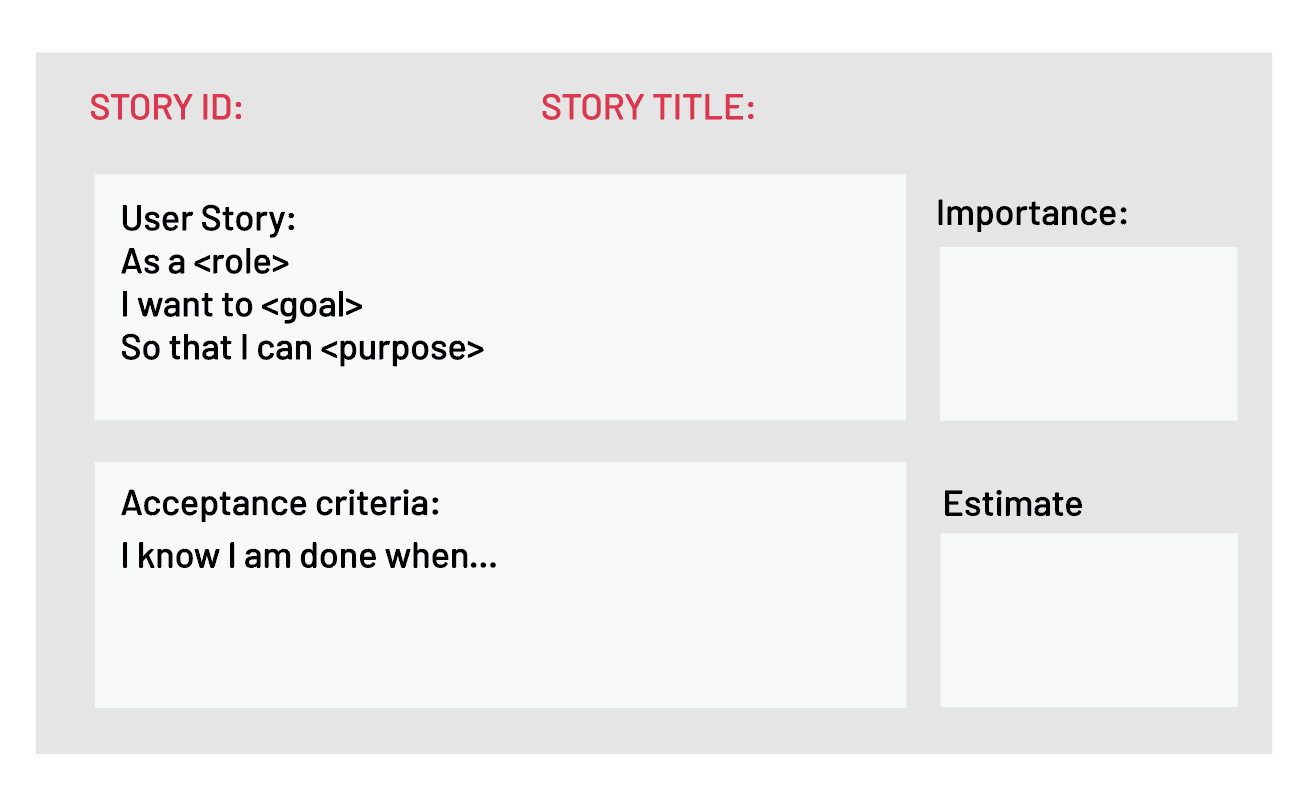 STORY ID:
STORY TITLE:
User Story:
As a <role>
I want to <goal>
So that I can <purpose>
Importance:
Acceptance criteria:
I know I am done when...
Estimate